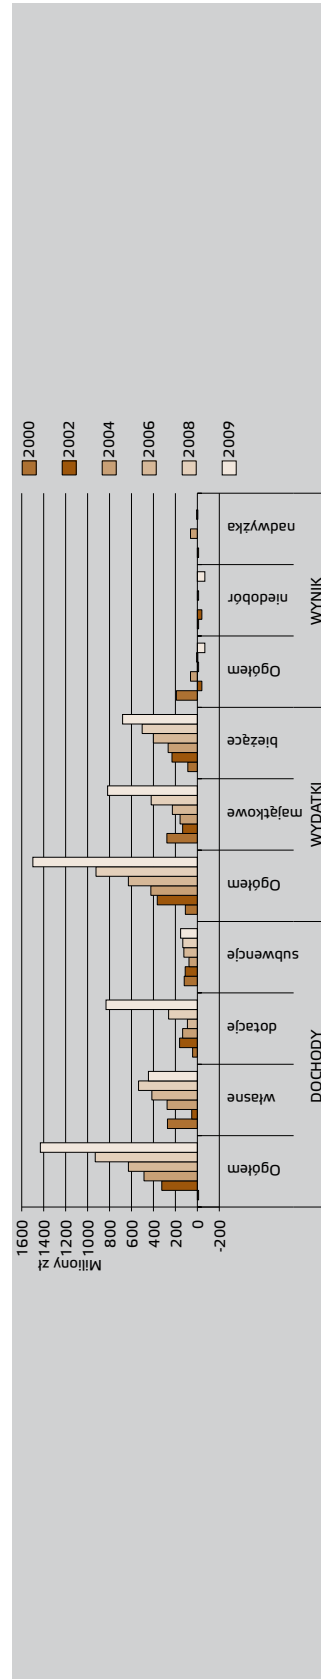 2000
2002
2004
2006
2008
2009
Miliony zł
1600
1400
1200
1000
800
600
400
200
0
-200
Ogółem
własne
dotacje
subwencje
Ogółem
majątkowe
bieżące
Ogółem
niedobór
nadwyżka
DOCHODY
WYDATKI
WYNIK